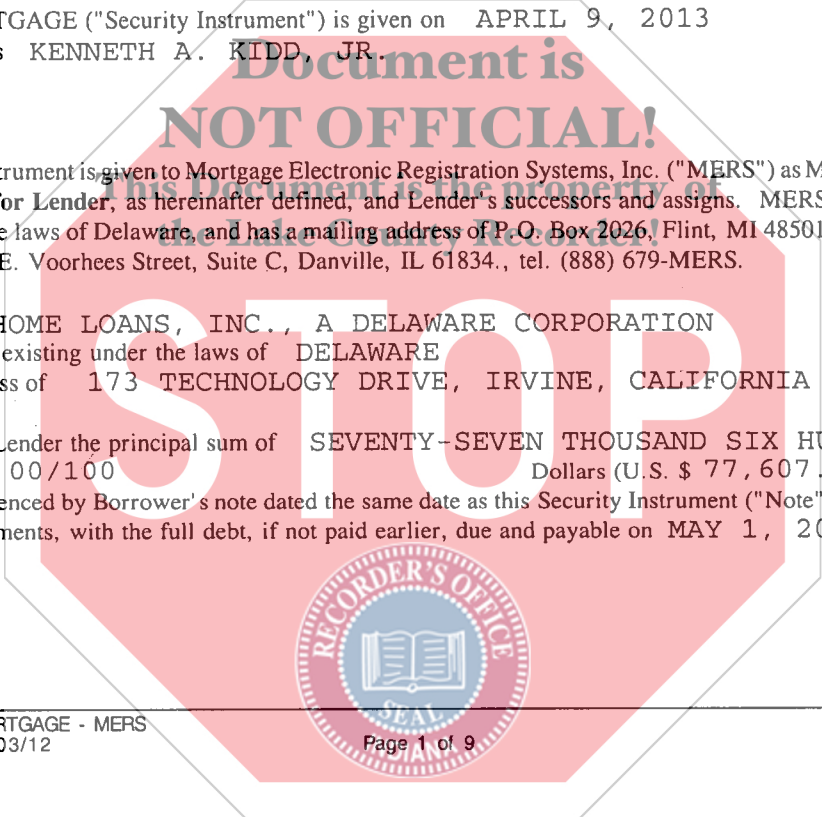 TGAGE ("Security Instrument") is given on APRIL 9, 2013
s KENNETH A. KIDD, JR.
Document is
NOT OFFICIAL!
trument is given to Mortgage Electronic Registration Systems, Inc. ("MERS") as M
This Document is the property of
or Lender, as hereinafter defined, and Lender's successors and assigns. MERS
the Lake County Recorder!
e laws of Delaware, and has a mailing address of P.O. Box 2026, Flint, MI 48501
E. Voorhees Street, Suite C, Danville, IL 61834., tel. (888) 679-MERS.
HOME LOANS, INC., A DELAWARE CORPORATION
existing under the laws of DELAWARE
ss of 173 TECHNOLOGY DRIVE, IRVINE, CALIFORNIA
STOP
Lender the principal sum of SEVENTY-SEVEN THOUSAND SIX HU
00/100 Dollars (U.S. $ 77,607.
enced by Borrower's note dated the same date as this Security Instrument ("Note"
nents, with the full debt, if not paid earlier, due and payable on MAY 1, 20
RECORDER'S OFFICE
SEAL
INDIANA
RTGAGE - MERS
03/12 Page 1 of 9